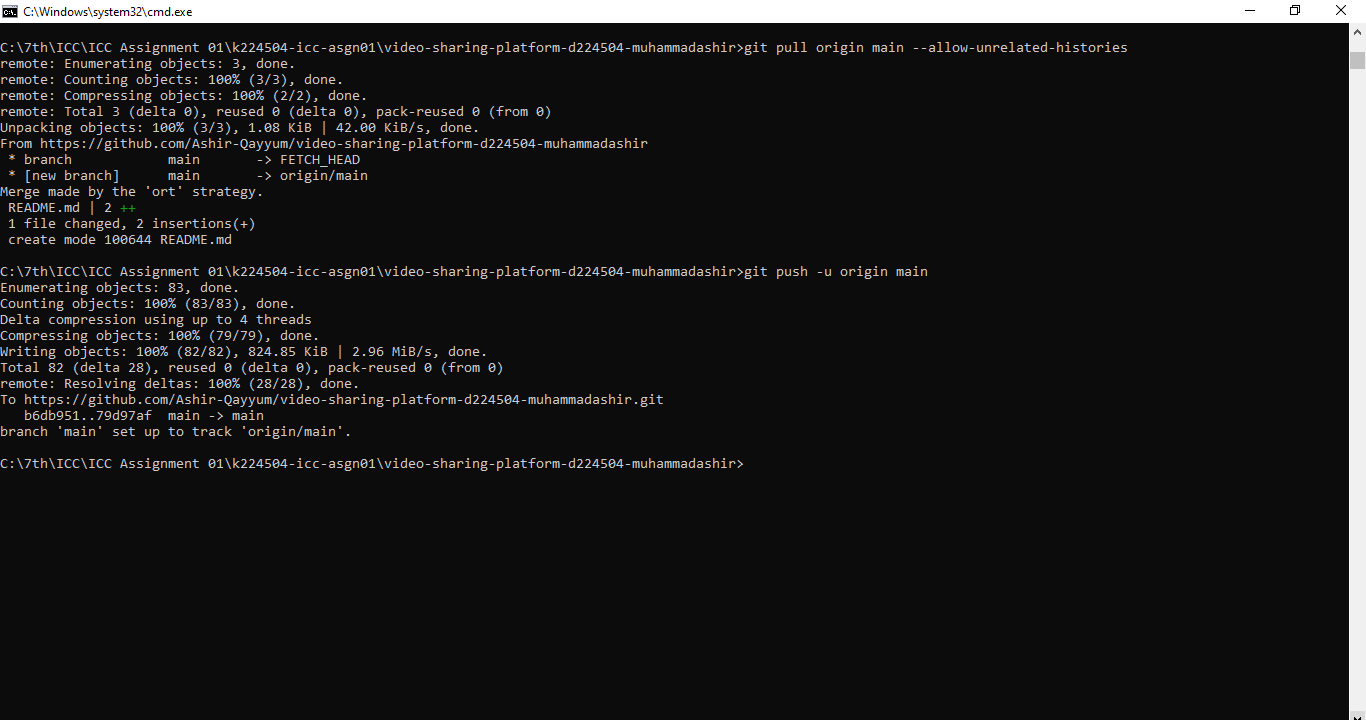 C:\Windows\system32\cmd.exe
C:\7th\ICC\ICC Assignment 01\k224504-icc-asgn01\video-sharing-platform-d224504-muhammadashir>git pull origin main --allow-unrelated-histories
remote: Enumerating objects: 3, done.
remote: Counting objects: 100% (3/3), done.
remote: Compressing objects: 100% (2/2), done.
remote: Total 3 (delta 0), reused 0 (delta 0), pack-reused 0 (from 0)
Unpacking objects: 100% (3/3), 1.08 KiB | 42.00 KiB/s, done.
From https://github.com/Ashir-Qayyum/video-sharing-platform-d224504-muhammadashir
 * branch            main       -> FETCH_HEAD
 * [new branch]      main       -> origin/main
Merge made by the 'ort' strategy.
 README.md | 2 ++
 1 file changed, 2 insertions(+)
 create mode 100644 README.md
C:\7th\ICC\ICC Assignment 01\k224504-icc-asgn01\video-sharing-platform-d224504-muhammadashir>git push -u origin main
Enumerating objects: 83, done.
Counting objects: 100% (83/83), done.
Delta compression using up to 4 threads
Compressing objects: 100% (79/79), done.
Writing objects: 100% (82/82), 824.85 KiB | 2.96 MiB/s, done.
Total 82 (delta 28), reused 0 (delta 0), pack-reused 0 (from 0)
remote: Resolving deltas: 100% (28/28), done.
To https://github.com/Ashir-Qayyum/video-sharing-platform-d224504-muhammadashir.git
   b6db951..79d97af  main -> main
branch 'main' set up to track 'origin/main'.
C:\7th\ICC\ICC Assignment 01\k224504-icc-asgn01\video-sharing-platform-d224504-muhammadashir>